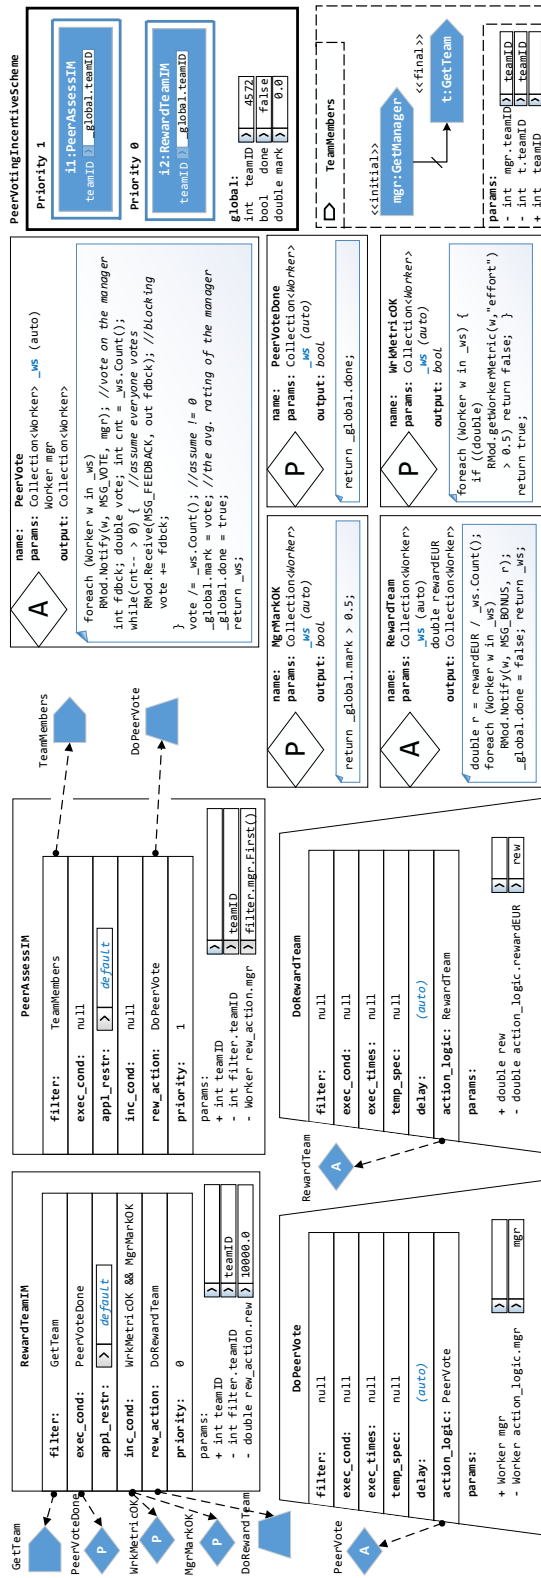 GetTeam
PeerVoteDone
WrkMetricOK
MgrMarkOK
DoRewardTeam
P
P
P
RewardTeamIM
filter: GetTeam
exec_cond: PeerVoteDone
appl_restr: > default
inc_cond: WrkMetricOK && MgrMarkOK
rew_action: DoRewardTeam
priority: 0
params:
+ int teamID >
- int filter.teamID > teamID
- double rew_action.rew > 10000.0
PeerAssessIM
filter: TeamMembers
exec_cond: null
appl_restr: > default
inc_cond: null
rew_action: DoPeerVote
priority: 1
params:
+ int teamID >
- int filter.teamID > teamID
- Worker rew_action.mgr > filter.mgr.First()
TeamMembers
DoPeerVote
A
name: PeerVote
params: Collection<Worker> _ws (auto)
Worker mgr
output: Collection<Worker>
foreach (Worker w in _ws)
RMod.Notify(w, MSG_VOTE, mgr); //vote on the manager
int fdbck; double vote; int cnt = _ws.Count();
while(cnt-- > 0) { //assume everyone votes
RMod.Receive(MSG_FEEDBACK, out fdbck); //blocking
vote += fdbck;
}
vote /= _ws.Count(); //assume != 0
_global.mark = vote; //the avg. rating of the manager
_global.done = true;
return _ws;
PeerVotingIncentiveScheme
Priority 1
i1:PeerAssessIM
teamID > _global.teamID
Priority 0
i2:RewardTeamIM
teamID > _global.teamID
global:
int teamID > 4572
bool done > false
double mark > 0.0
PeerVote
A
DoPeerVote
filter: null
exec_cond: null
exec_times: null
temp_spec: null
delay: (auto)
action_logic: PeerVote
params:
+ Worker mgr >
- Worker action_logic.mgr > mgr
RewardTeam
A
DoRewardTeam
filter: null
exec_cond: null
exec_times: null
temp_spec: null
delay: (auto)
action_logic: RewardTeam
params:
+ double rew >
- double action_logic.rewardEUR > rew
P
name: MgrMarkOK
params: Collection<Worker>
_ws (auto)
output: bool
return _global.mark > 0.5;
P
name: PeerVoteDone
params: Collection<Worker>
_ws (auto)
output: bool
return _global.done;
A
name: RewardTeam
params: Collection<Worker>
_ws (auto)
double rewardEUR
output: Collection<Worker>
double r = rewardEUR / _ws.Count();
foreach (Worker w in _ws)
RMod.Notify(w, MSG_BONUS, r);
_global.done = false; return _ws;
P
name: WrkMetricOK
params: Collection<Worker>
_ws (auto)
output: bool
foreach (Worker w in _ws) {
if ((double)
RMod.getWorkerMetric(w,"effort")
> 0.5) return false; }
return true;
TeamMembers
<<initial>>
mgr:GetManager
<<final>>
t:GetTeam
params:
- int mgr.teamID > teamID
- int t.teamID > teamID
+ int teamID >